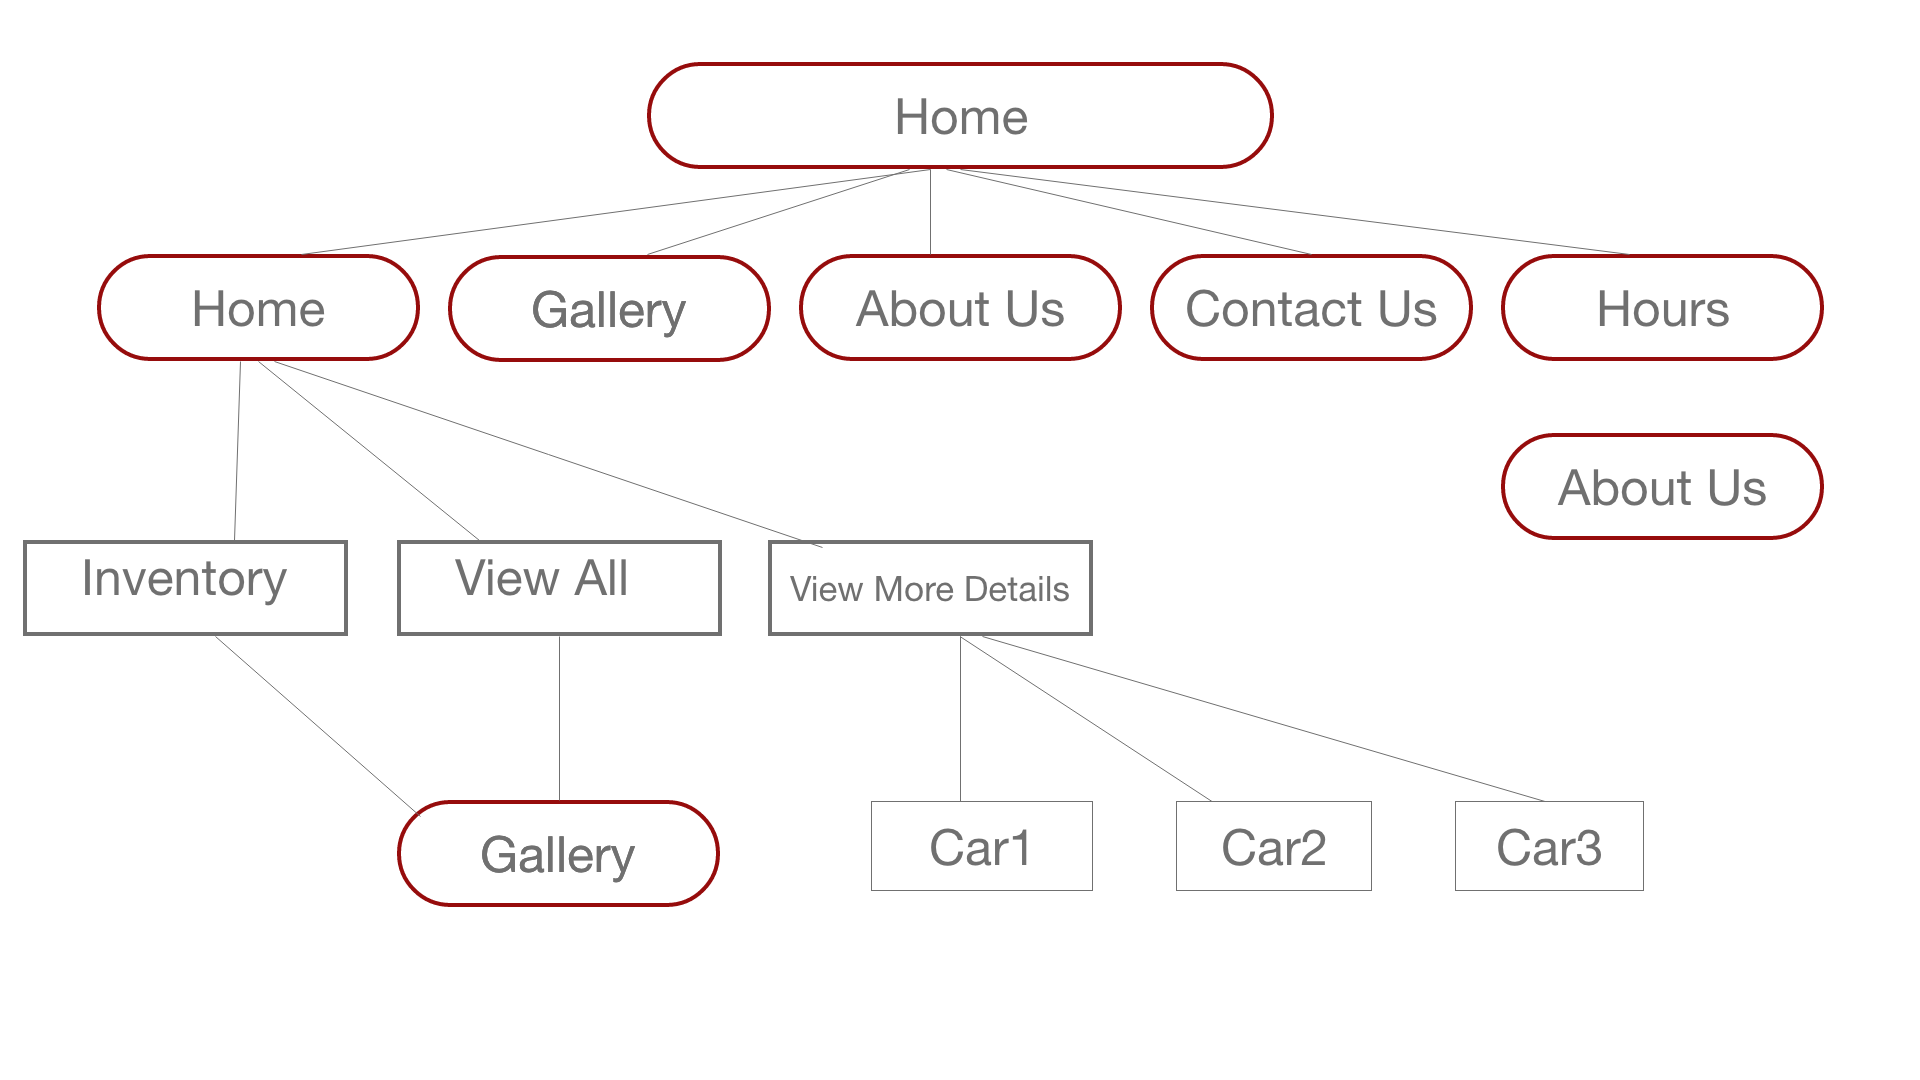 Home
Home
Gallery
About Us
Contact Us
Hours
About Us
Inventory
View All
View More Details
Gallery
Car1
Car2
Car3